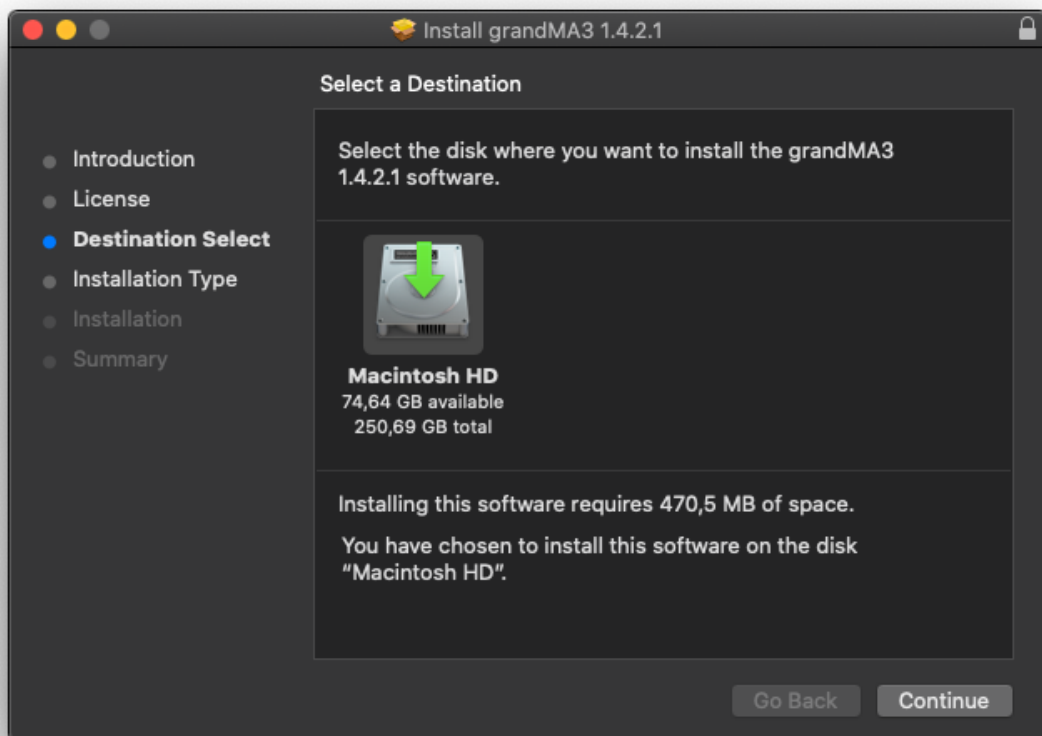 Install grandMA3 1.4.2.1
Select a Destination
Introduction
License
Destination Select
Installation Type
Installation
Summary
Select the disk where you want to install the grandMA3
1.4.2.1 software.
Macintosh HD
74,64 GB available
250,69 GB total
Installing this software requires 470,5 MB of space.
You have chosen to install this software on the disk
“Macintosh HD”.
Go Back
Continue